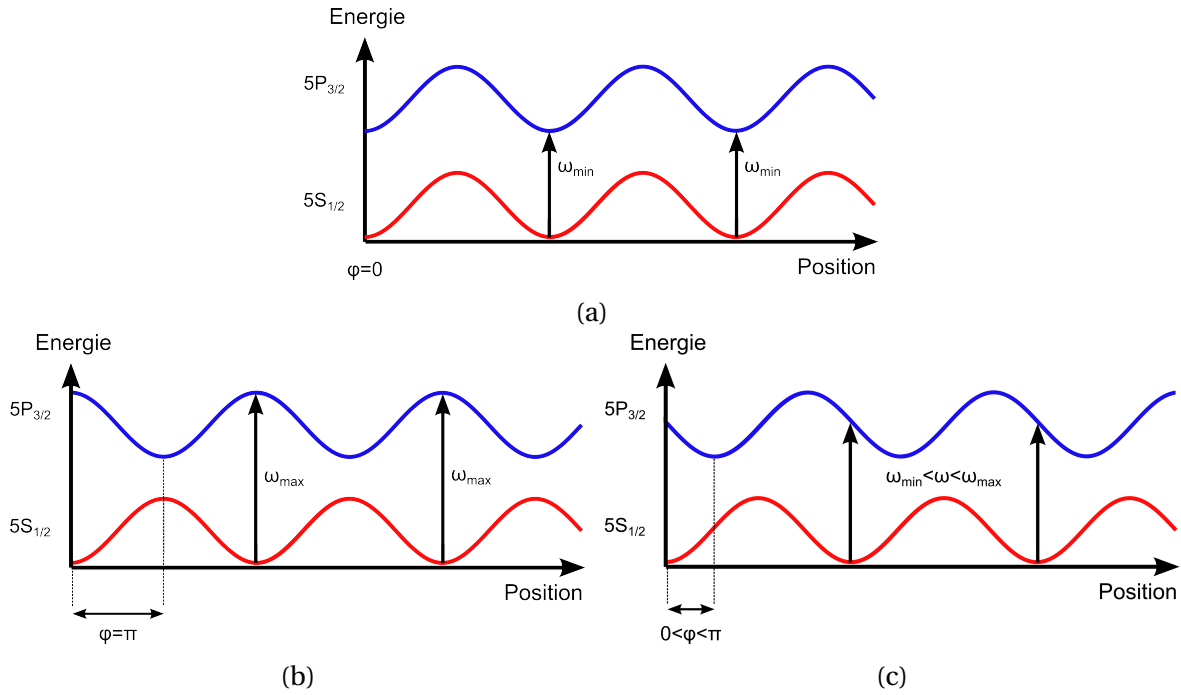 Energie
5P3/2
ωmin ωmin
5S1/2
Position
φ=0
(a)
Energie
5P3/2
ωmax ωmax
5S1/2
Position
φ=π
(b)
Energie
5P3/2
ωmin<ω<ωmax
5S1/2
Position
0<φ<π
(c)